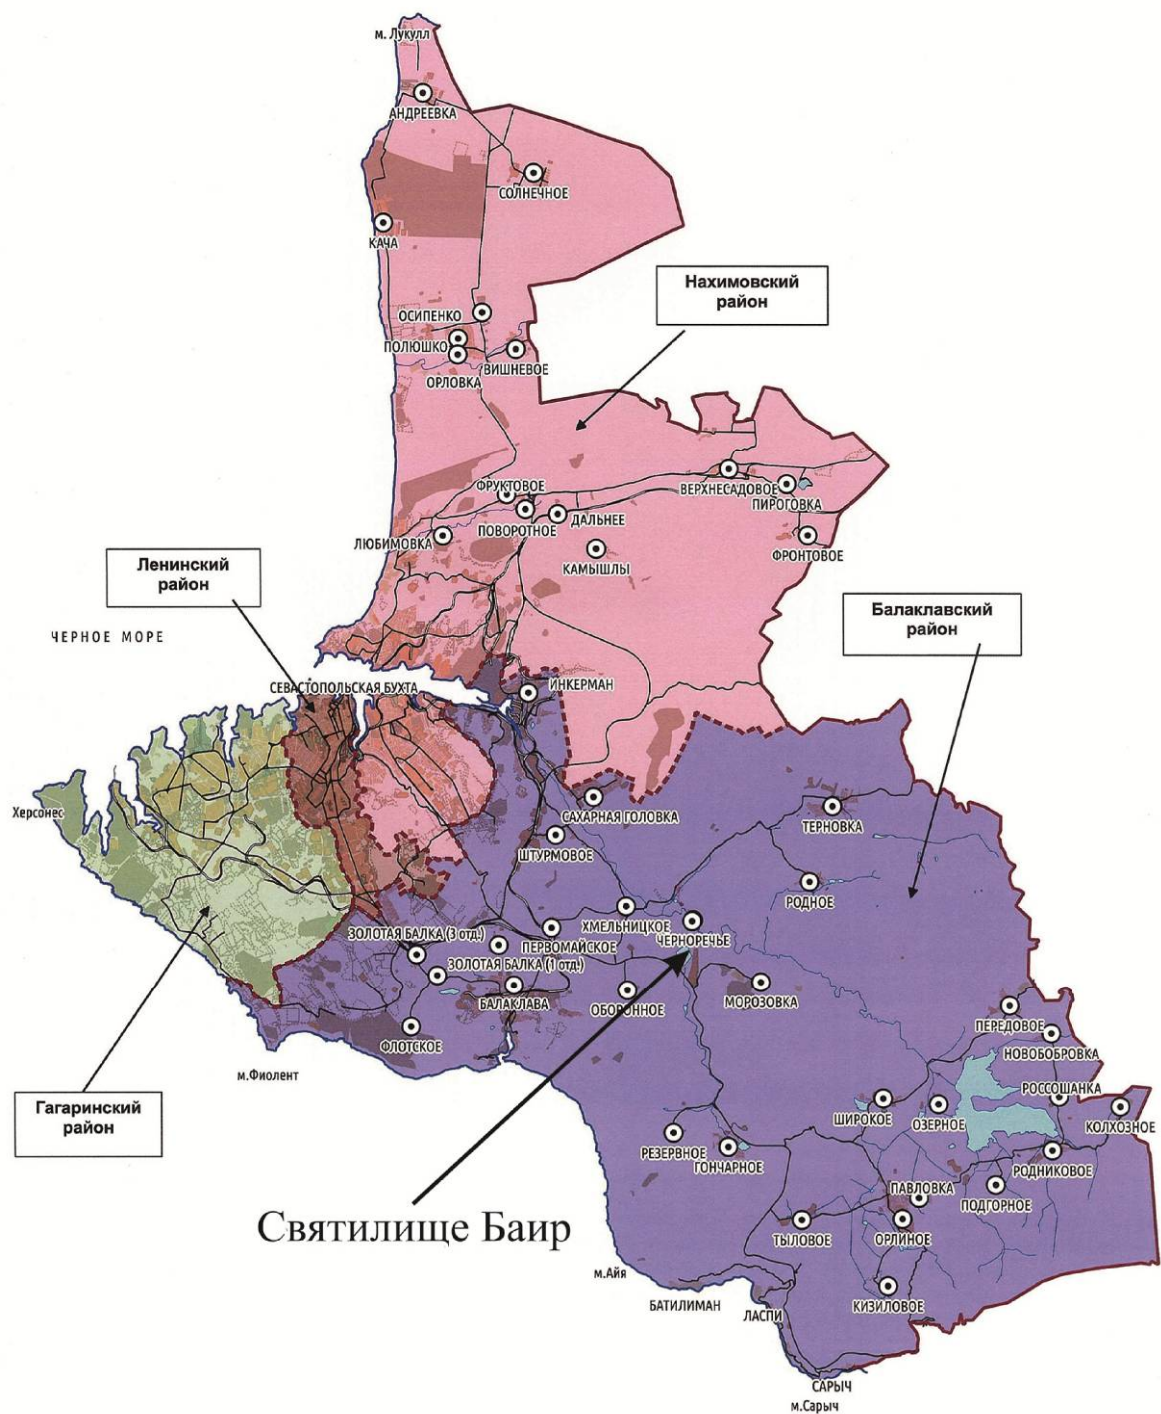 м. Лукулл
АНДРЕЕВКА
СОЛНЕЧНОЕ
КАЧА
Нахимовский
район
ОСИПЕНКО
ПОЛЮШКО
ВИШНЕВОЕ
ОРЛОВКА
ФРУКТОВОЕ
ВЕРХНЕСАДОВОЕ
ПИРОГОВКА
ПОВОРОТНОЕ
ДАЛЬНЕЕ
ЛЮБИМОВКА
КАМЫШЛЫ
ФРОНТОВОЕ
Ленинский
район
Балаклавский
район
ЧЕРНОЕ МОРЕ
СЕВАСТОПОЛЬСКАЯ БУХТА
ИНКЕРМАН
Херсонес
САХАРНАЯ ГОЛОВКА
ТЕРНОВКА
ШТУРМОВОЕ
РОДНОЕ
ХМЕЛЬНИЦКОЕ
ЗОЛОТАЯ БАЛКА (3 отд.)
ПЕРВОМАЙСКОЕ
ЧЕРНОРЕЧЬЕ
ЗОЛОТАЯ БАЛКА (1 отд.)
БАЛАКЛАВА
ОБОРОННОЕ
МОРОЗОВКА
ПЕРЕДОВОЕ
ФЛОТСКОЕ
НОВОБОБРОВКА
м.Фиолент
РОССОШАНКА
Гагаринский
район
ШИРОКОЕ
ОЗЕРНОЕ
КОЛХОЗНОЕ
РЕЗЕРВНОЕ
ГОНЧАРНОЕ
РОДНИКОВОЕ
ПАВЛОВКА
ПОДГОРНОЕ
Святилище Баир
ТЫЛОВОЕ
ОРЛИНОЕ
м.Айя
БАТИЛИМАН
ЛАСПИ
КИЗИЛОВОЕ
САРЫЧ
м.Сарыч